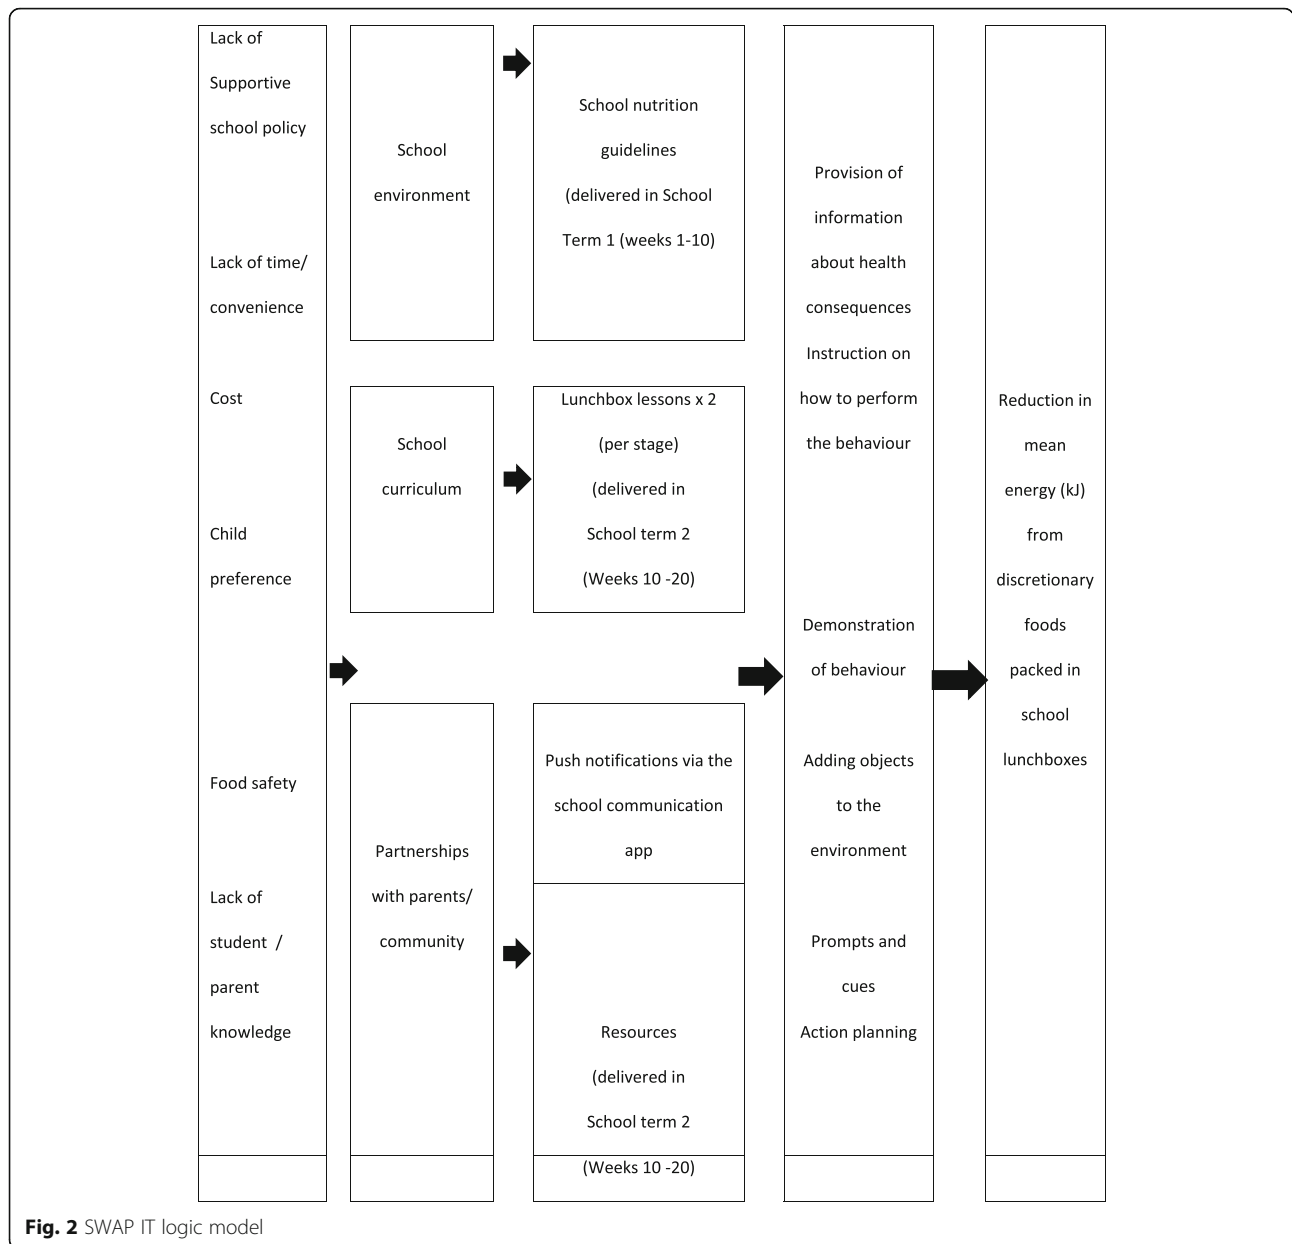 Lack of
Supportive
school policy
Lack of time/
convenience
Cost
Child
preference
Food safety
Lack of
student /
parent
knowledge
School
environment
School
curriculum
Partnerships
with parents/
community
School nutrition
guidelines
(delivered in School
Term 1 (weeks 1-10)
Lunchbox lessons x 2
(per stage)
(delivered in
School term 2
(Weeks 10 -20)
Push notifications via the
school communication
app
Resources
(delivered in
School term 2
(Weeks 10 -20)
Provision of
information
about health
consequences
Instruction on
how to perform
the behaviour
Demonstration
of behaviour
Adding objects
to the
environment
Prompts and
cues
Action planning
Reduction in
mean
energy (kJ)
from
discretionary
foods
packed in
school
lunchboxes
Fig. 2 SWAP IT logic model